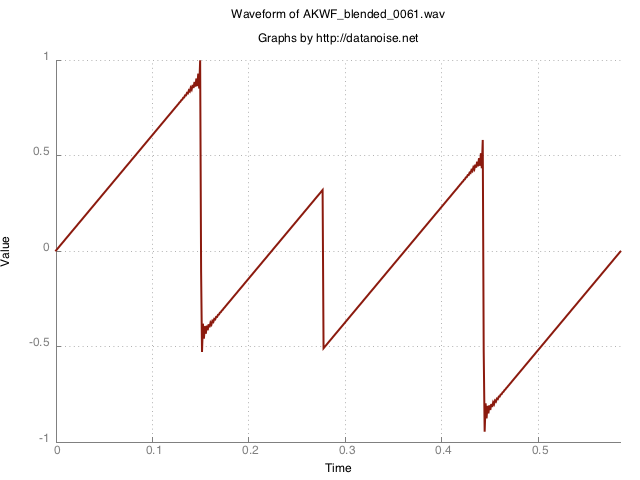 Waveform of AKWF_blended_0061.wav
Graphs by http://datanoise.net
1
0.5
0
-0.5
-1
Value
0 0.1 0.2 0.3 0.4 0.5
Time